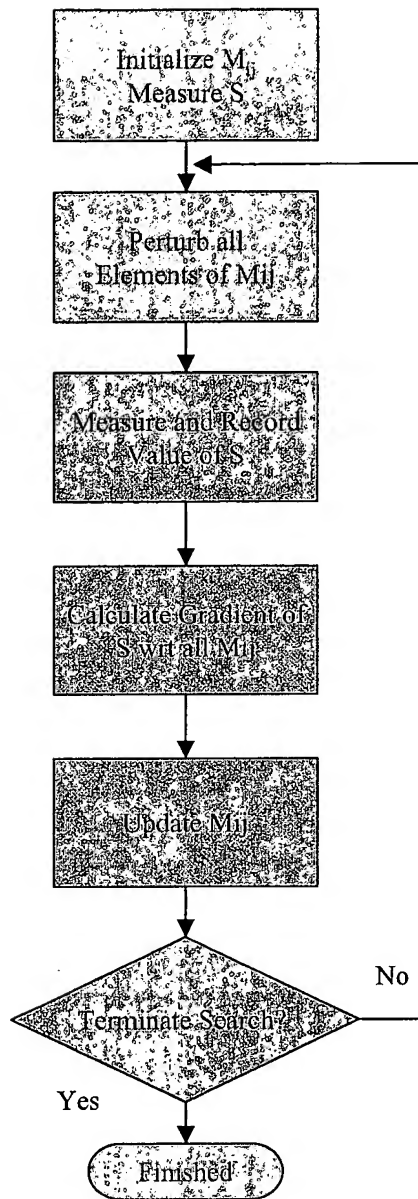 Initialize Mij
Measure S
Perturb all
Elements of Mij
Measure and Record
Value of S
Calculate Gradient of
S wrt all Mij
Update Mij
Terminate Search?
No
Yes
Finished